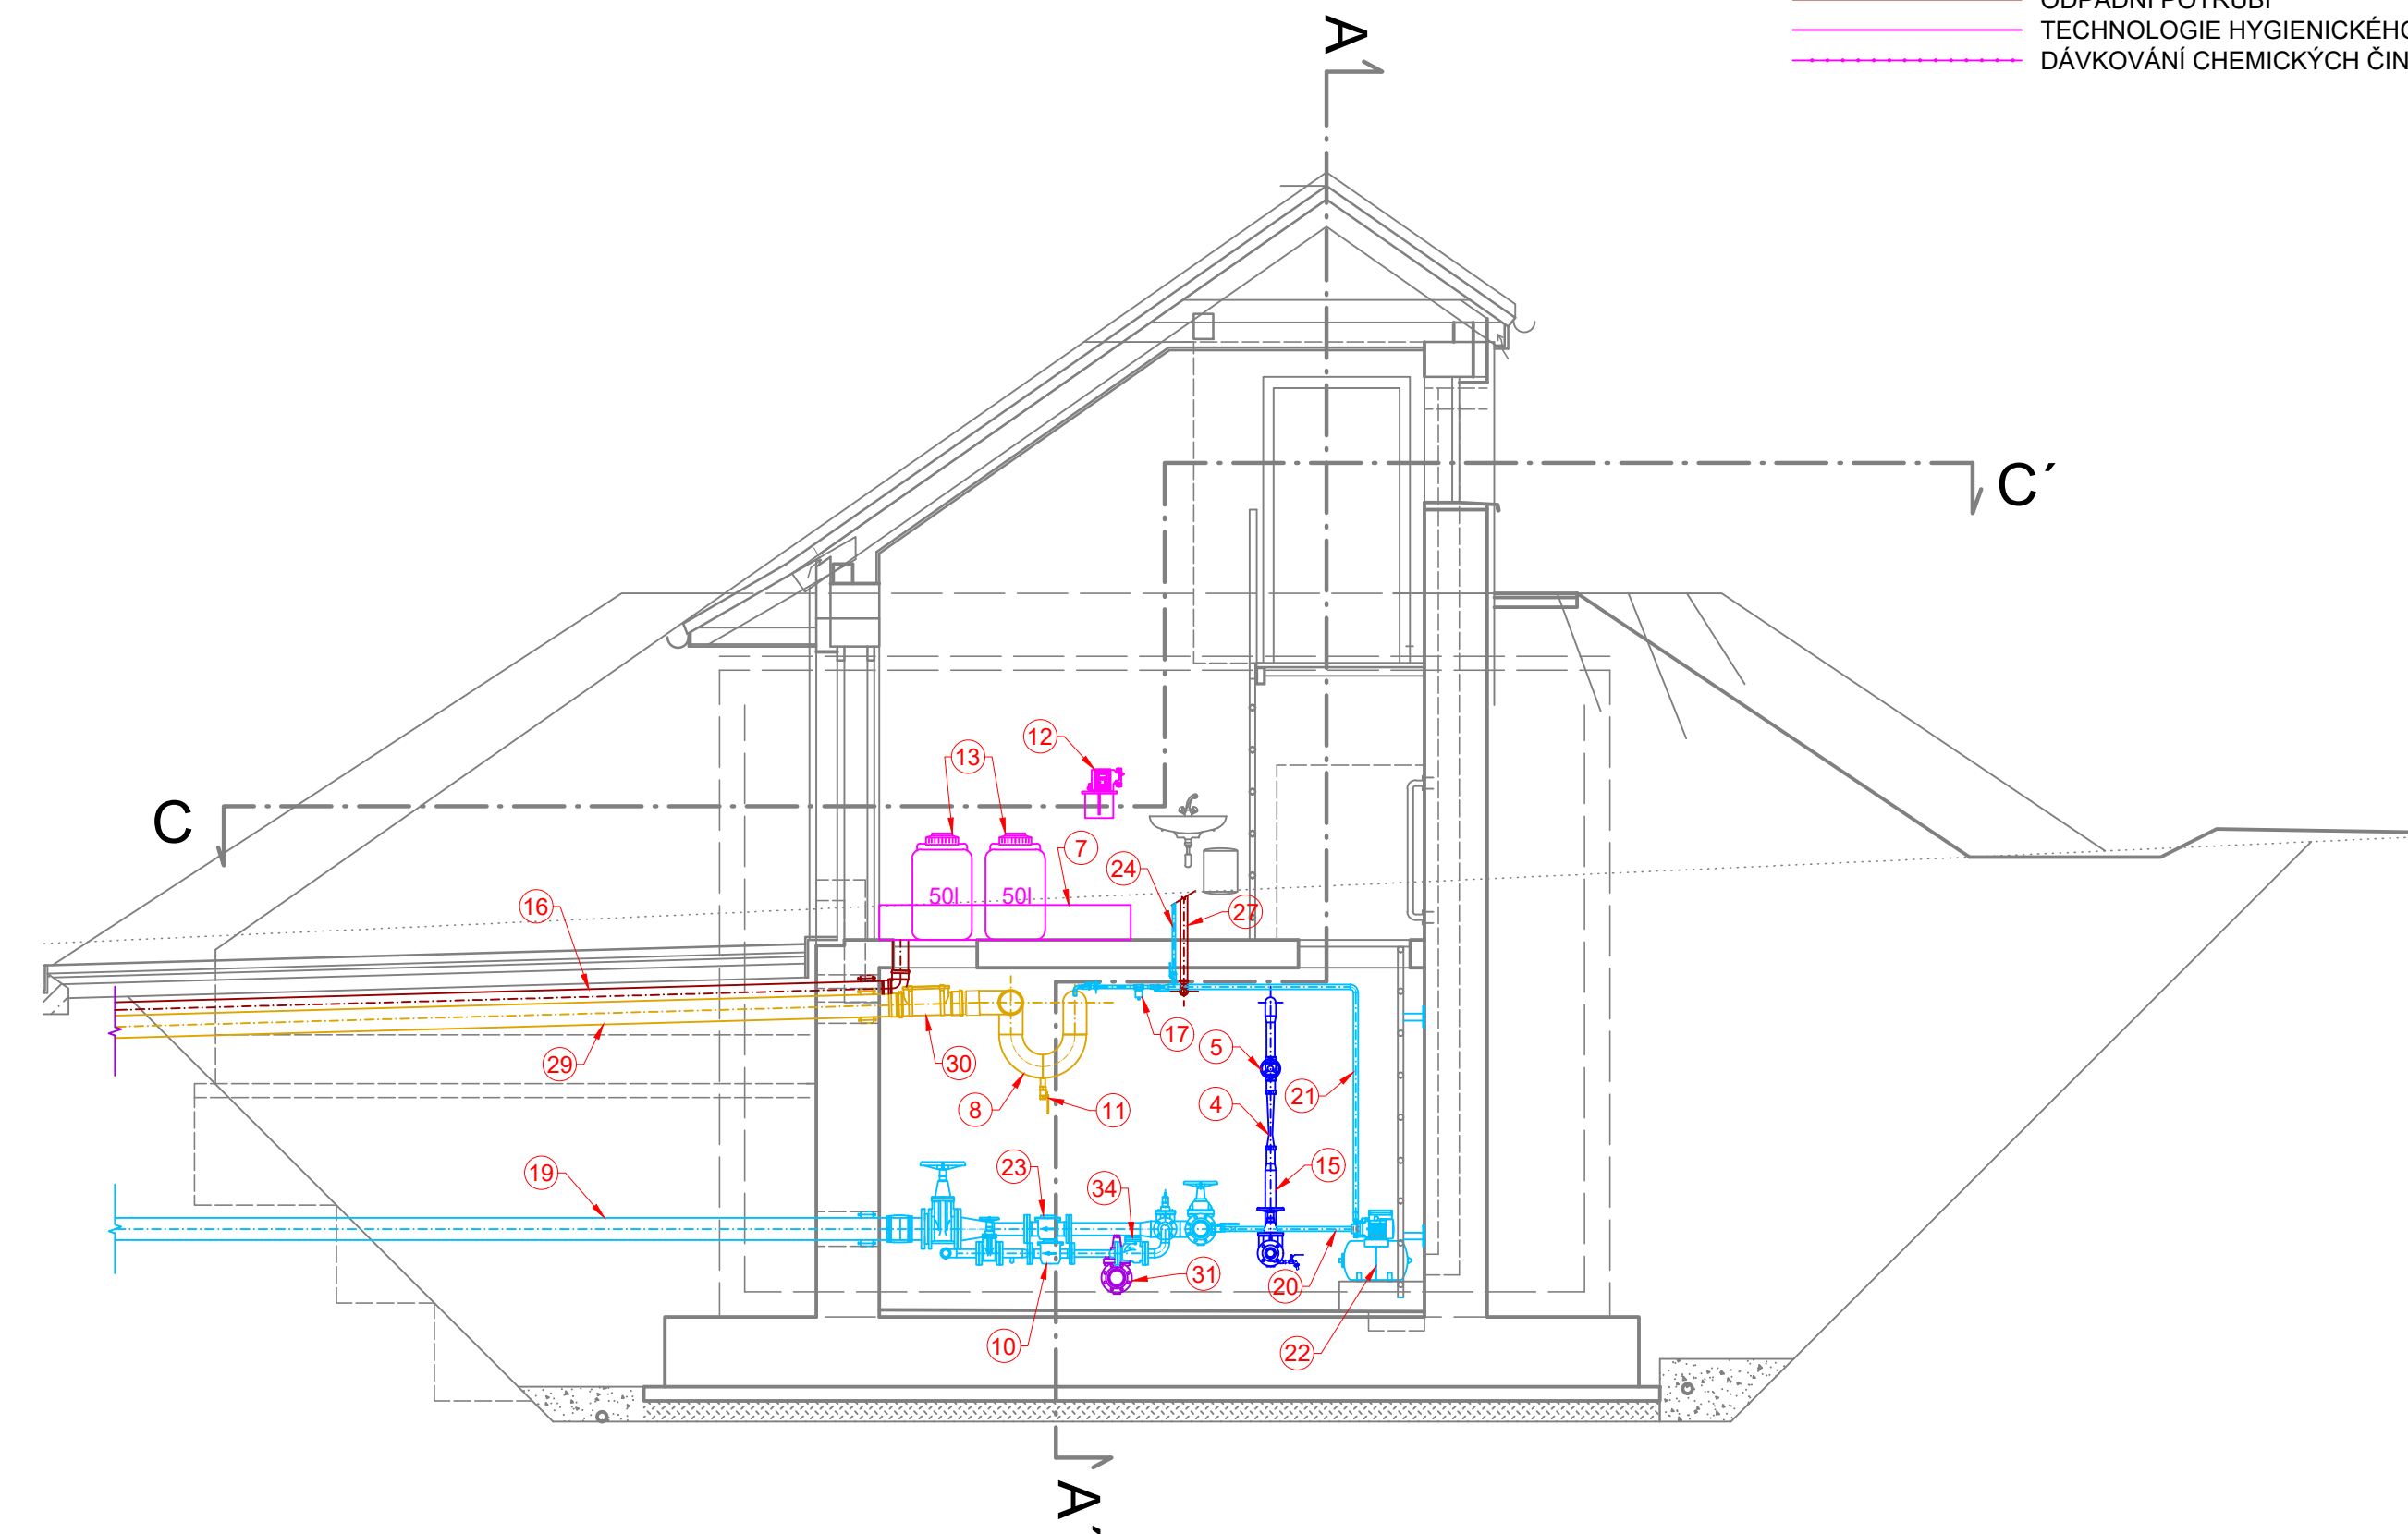 ODPADNÍ POTRUBÍ
TECHNOLOGIE HYGIENICKÉHO
DÁVKOVÁNÍ CHEMICKÝCH ČIN
A
C´
12
13
C
7
24
50l 50l
16
27
17
5
30
29
21
4
8
11
15
23
19
34
31
20
10
22
A´